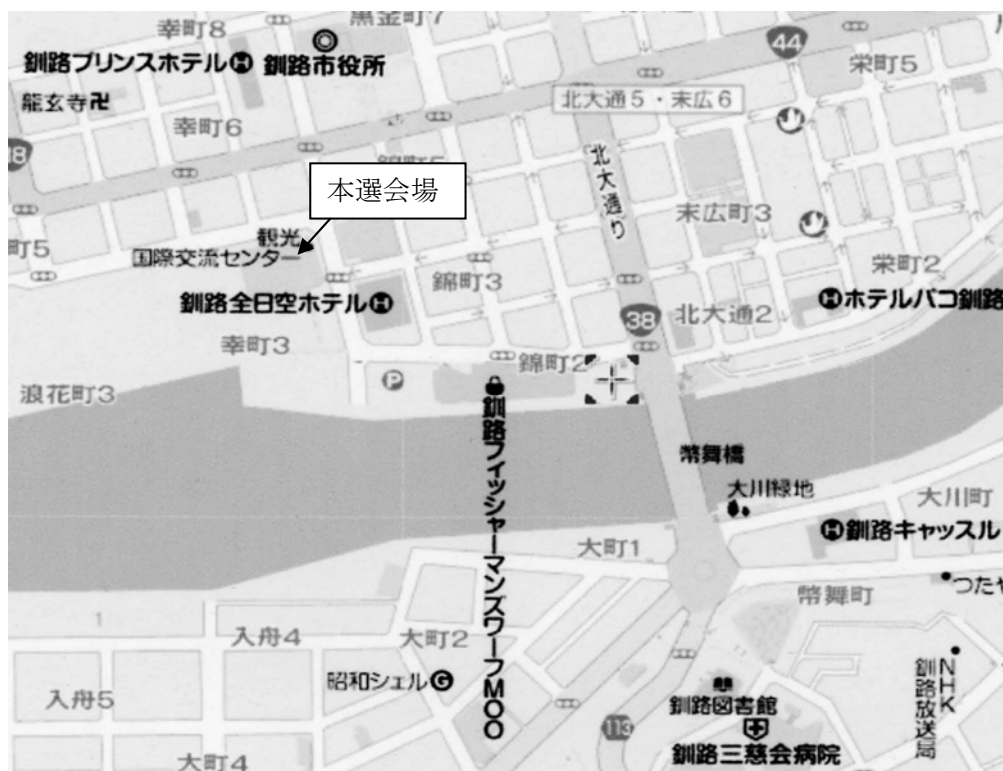 幸町8
黒金町7
44
釧路プリンスホテル
H
釧路市役所
栄町5
龍玄寺卍
北大通5・末広6
幸町6
38
錦町5
北大通り
本選会場
末広町3
町5
観光
国際交流センター
錦町3
栄町2
釧路全日空ホテル
H
38
北大通2
H
ホテルパコ釧路
幸町3
錦町2
P
浪花町3
釧路フィッシャーマンズワーフMOO
幣舞橋
大川緑地
大川町
H
釧路キャッスル
大町1
つたや
幣舞町
1
入舟4
大町2
昭和シェル
G
NHK
釧路放送局
入舟5
釧路図書館
113
釧路三慈会病院
大町4